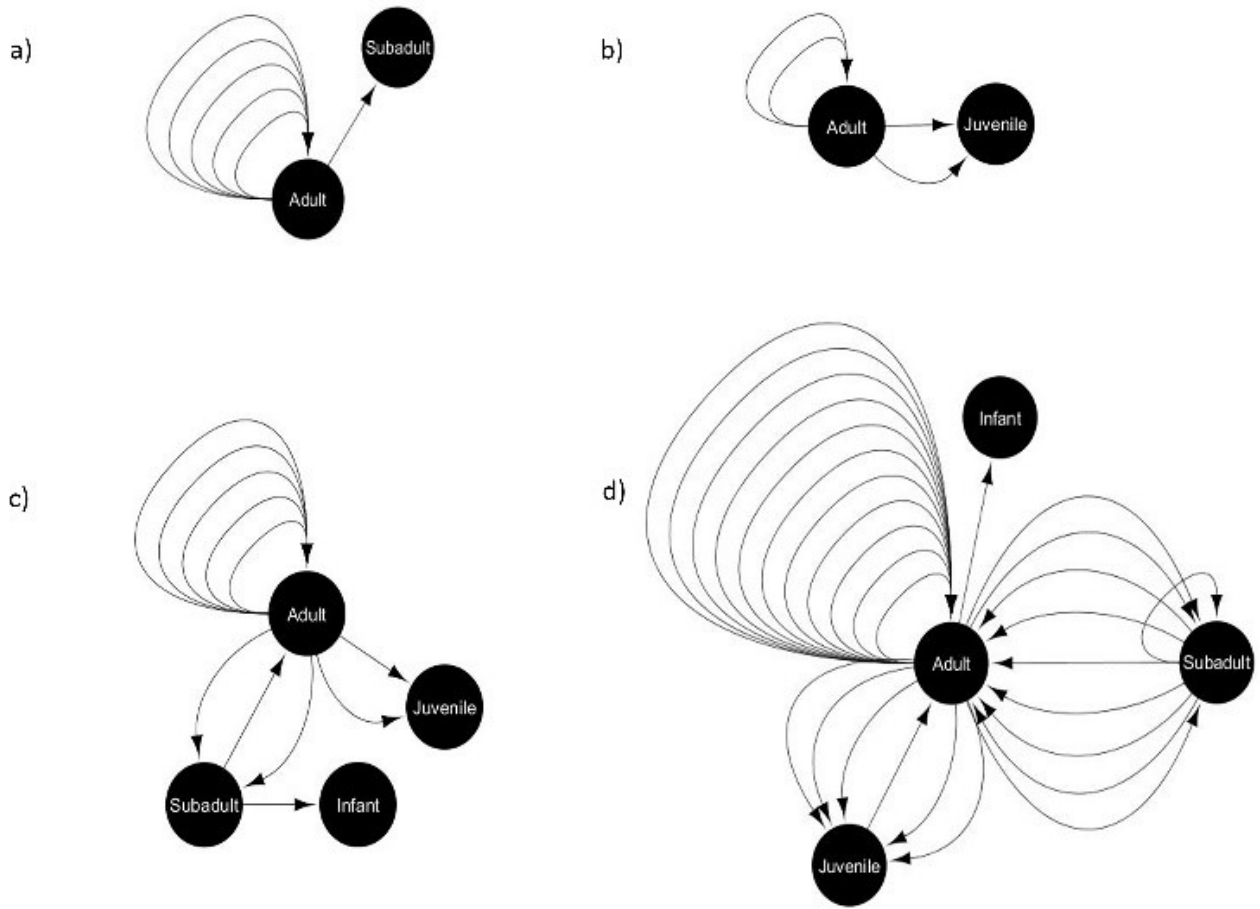 a)
Subadult
Adult
b)
Adult
Juvenile
c)
Adult
Juvenile
Subadult
Infant
d)
Infant
Adult
Subadult
Juvenile